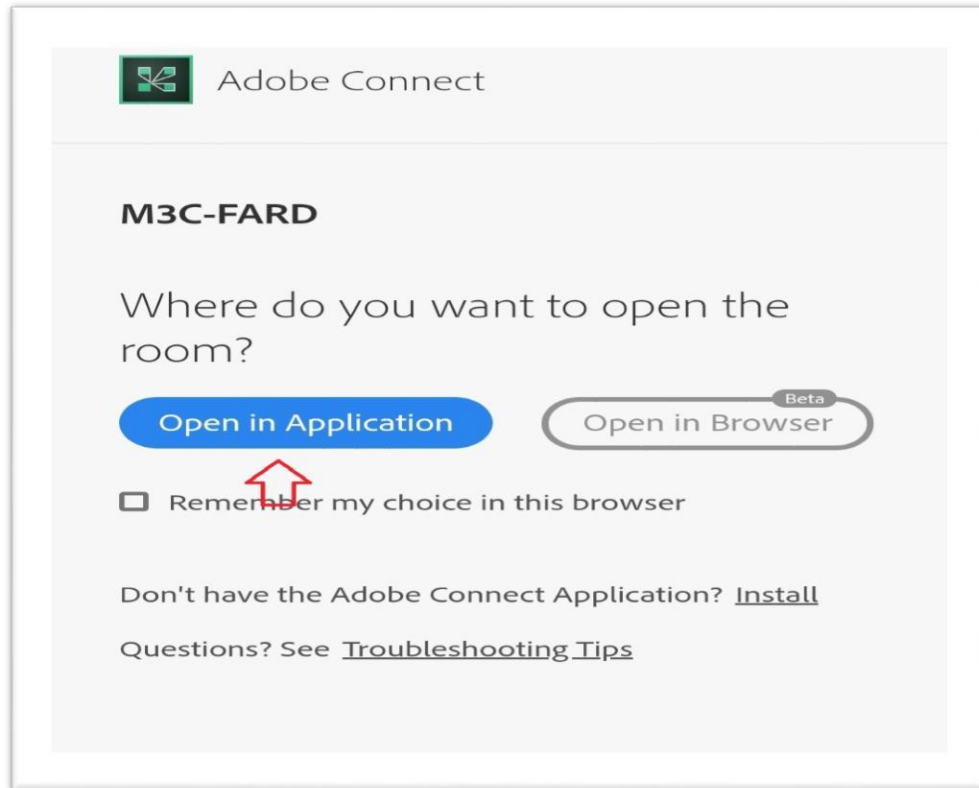 Adobe Connect
M3C-FARD
Where do you want to open the
room?
Open in Application
Beta
Open in Browser
Remember my choice in this browser
Don't have the Adobe Connect Application? Install
Questions? See Troubleshooting Tips